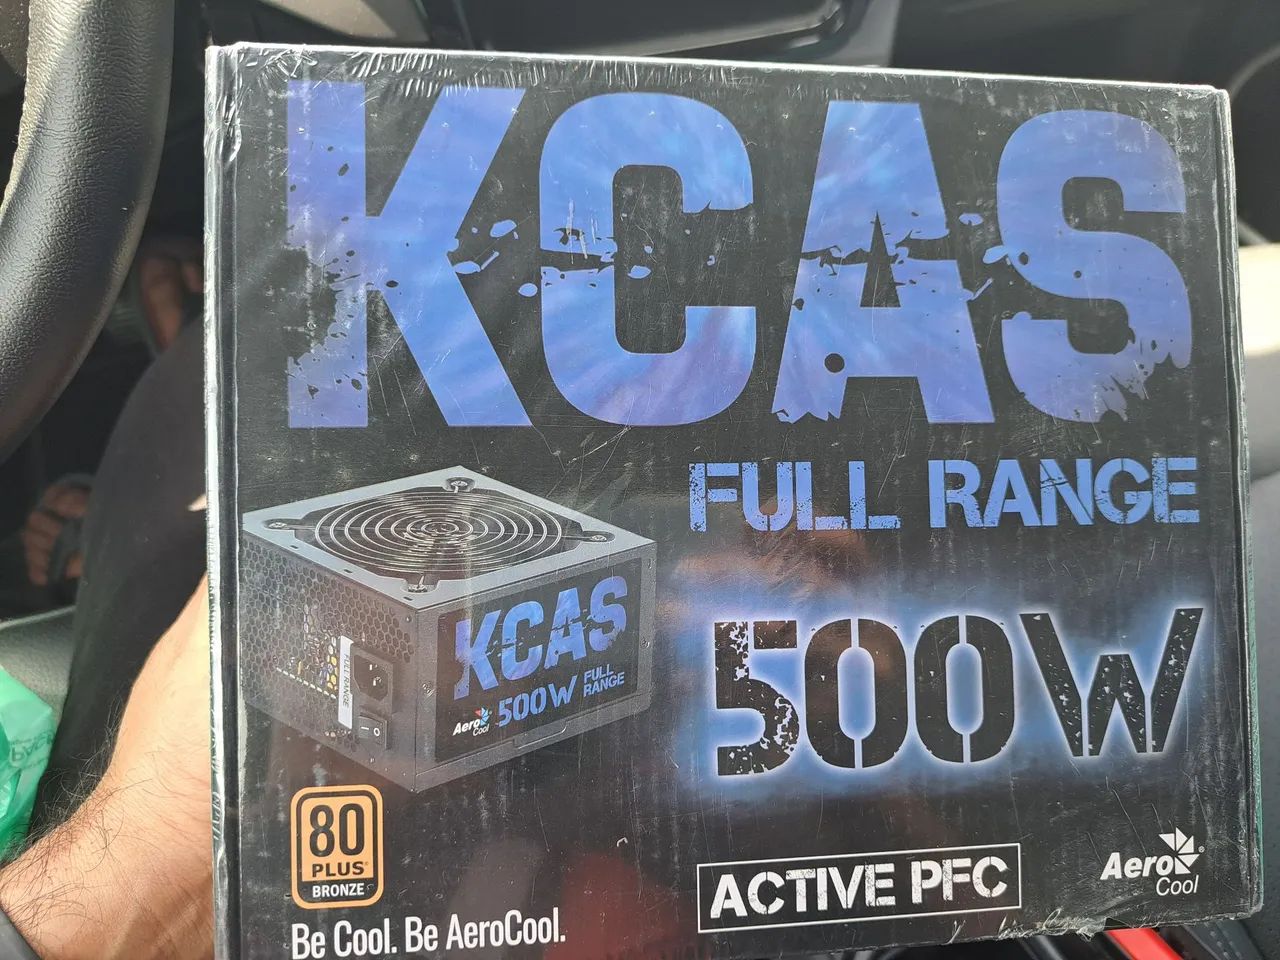 KCAS
FULL RANGE
500W
KCAS
500W FULL
RANGE
Aero
Cool
FULL RANGE
80
PLUS
BRONZE
Be Cool. Be AeroCool.
ACTIVE PFC
Aero
Cool